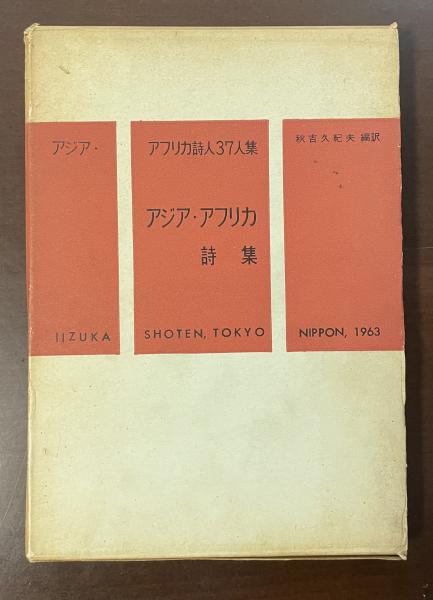 アジア・アフリカ詩人37人集
秋吉久紀夫 編訳
アジア・アフリカ
詩集
IIZUKA SHOTEN, TOKYO NIPPON, 1963